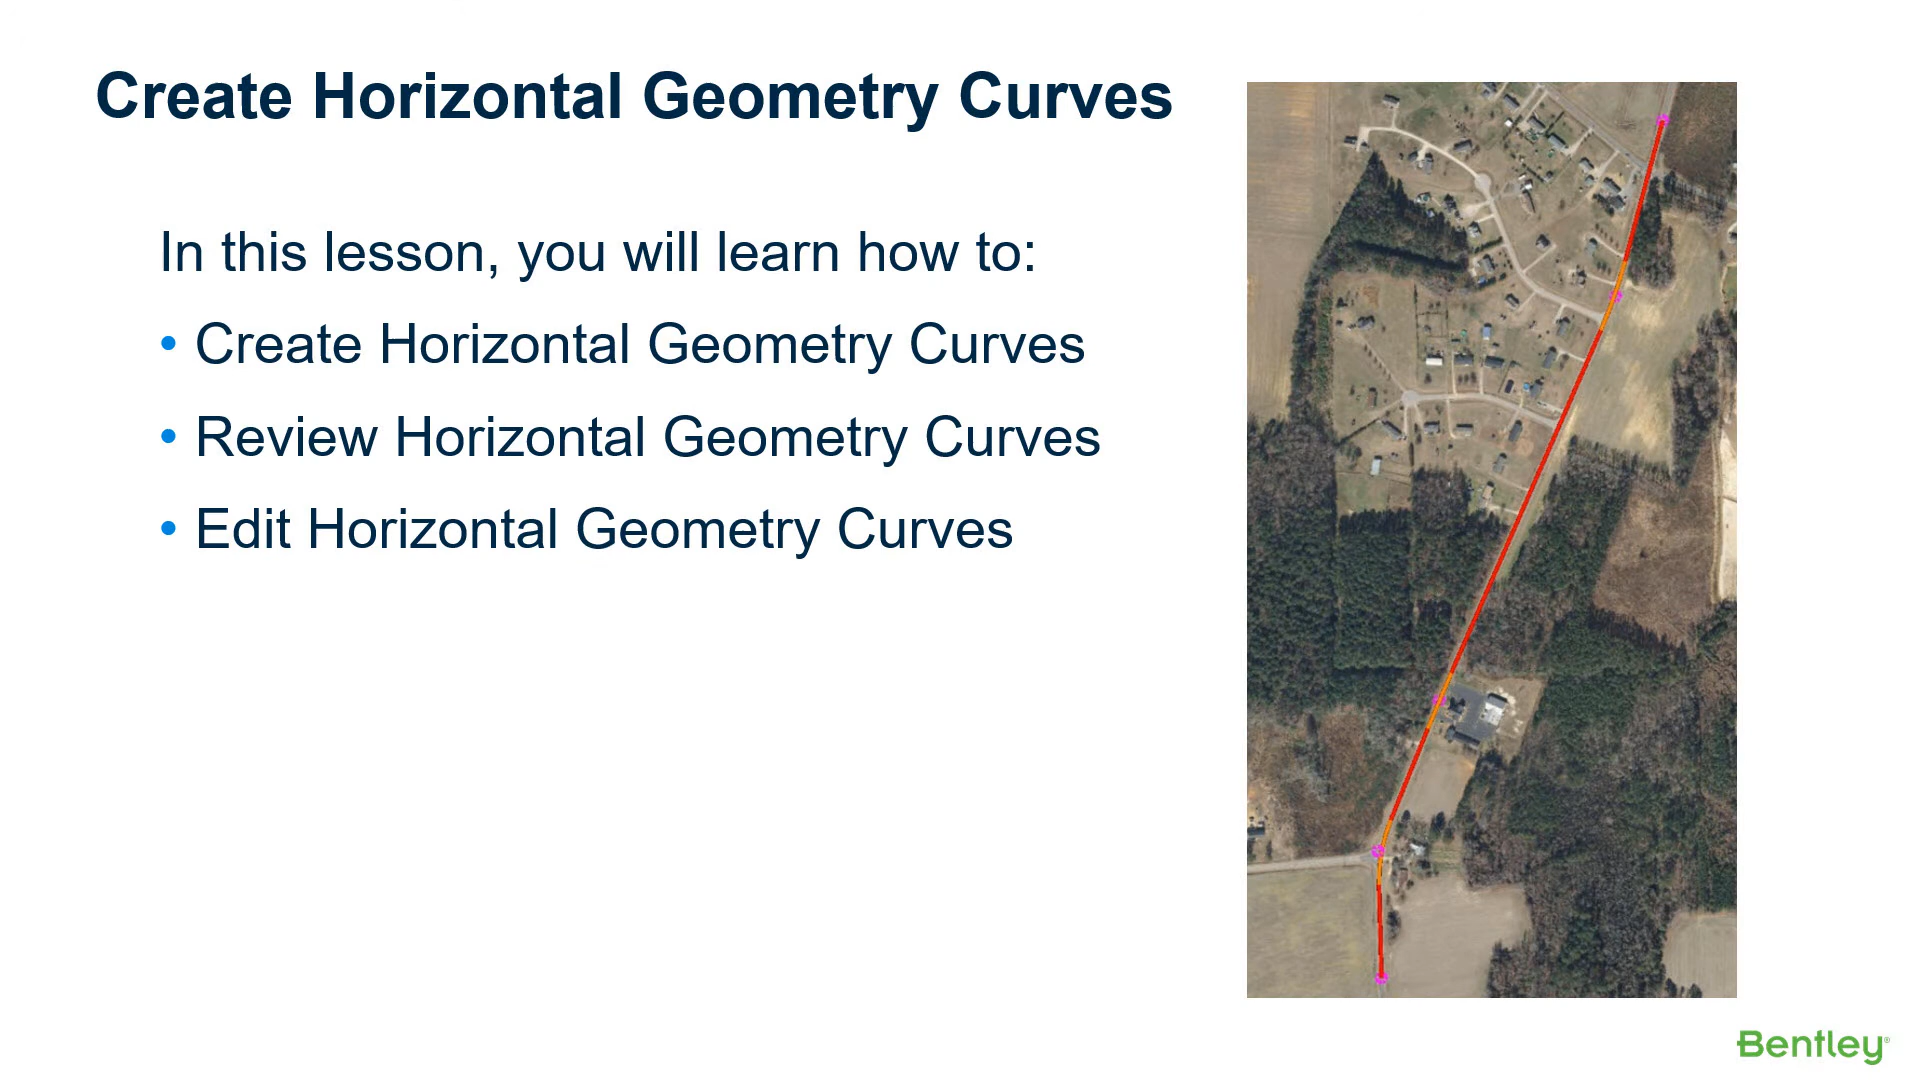 Create Horizontal Geometry Curves
In this lesson, you will learn how to:
• Create Horizontal Geometry Curves
• Review Horizontal Geometry Curves
• Edit Horizontal Geometry Curves
Bentley®